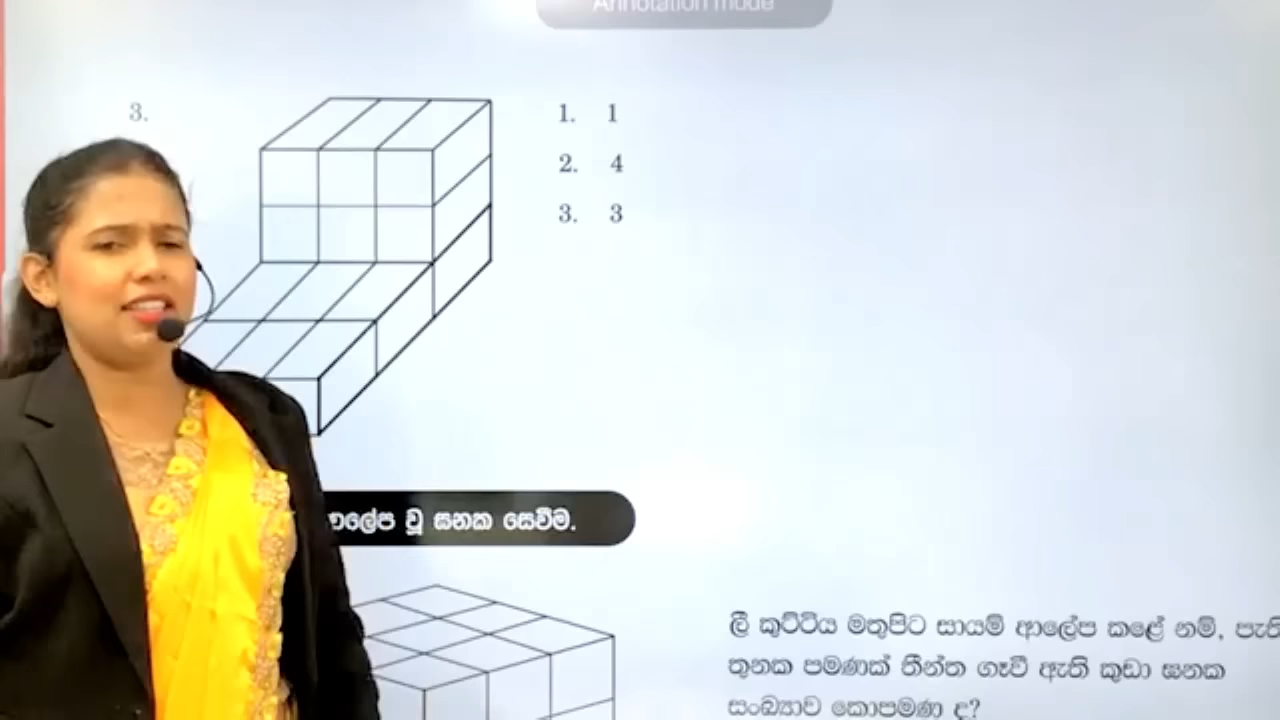 Annotation mode
3.
1. 1
2. 4
3. 3
ආලේප වූ ඝනක සෙවීම.
ලී කුට්ටිය මතුපිට සායම් ආලේප කළේ නම්,
තුනක පමණක් තීන්ත ගෑවී ඇති කුඩා ඝනක
සංඛ්‍යාව කොපමණ ද?